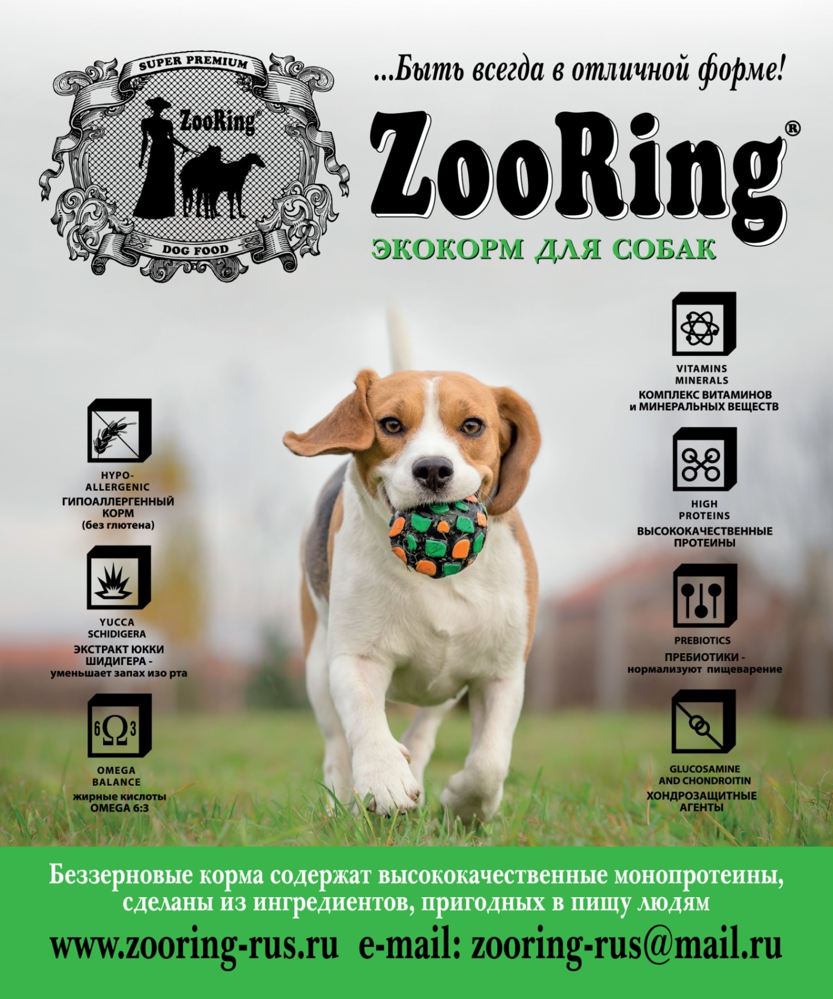 SUPER PREMIUM
ZooRing®
DOG FOOD
...Быть всегда в отличной форме!
ZooRing®
ЭКОКОРМ ДЛЯ СОБАК
HYPO-
ALLERGENIC
ГИПОАЛЛЕРГЕННЫЙ
КОРМ
(без глютена)
YUCCA
SCHIDIGERA
ЭКСТРАКТ ЮККИ
ШИДИГЕРА -
уменьшает запах изо рта
6Ω3
OMEGA
BALANCE
жирные кислоты
OMEGA 6:3
VITAMINS
MINERALS
КОМПЛЕКС ВИТАМИНОВ
и МИНЕРАЛЬНЫХ ВЕЩЕСТВ
HIGH
PROTEINS
ВЫСОКОКАЧЕСТВЕННЫЕ
ПРОТЕИНЫ
PREBIOTICS
ПРЕБИОТИКИ -
нормализуют пищеварение
GLUCOSAMINE
AND CHONDROITIN
ХОНДРОЗАЩИТНЫЕ
АГЕНТЫ
Беззерновые корма содержат высококачественные монопротеины,
сделаны из ингредиентов, пригодных в пищу людям
www.zooring-rus.ru e-mail: zooring-rus@mail.ru